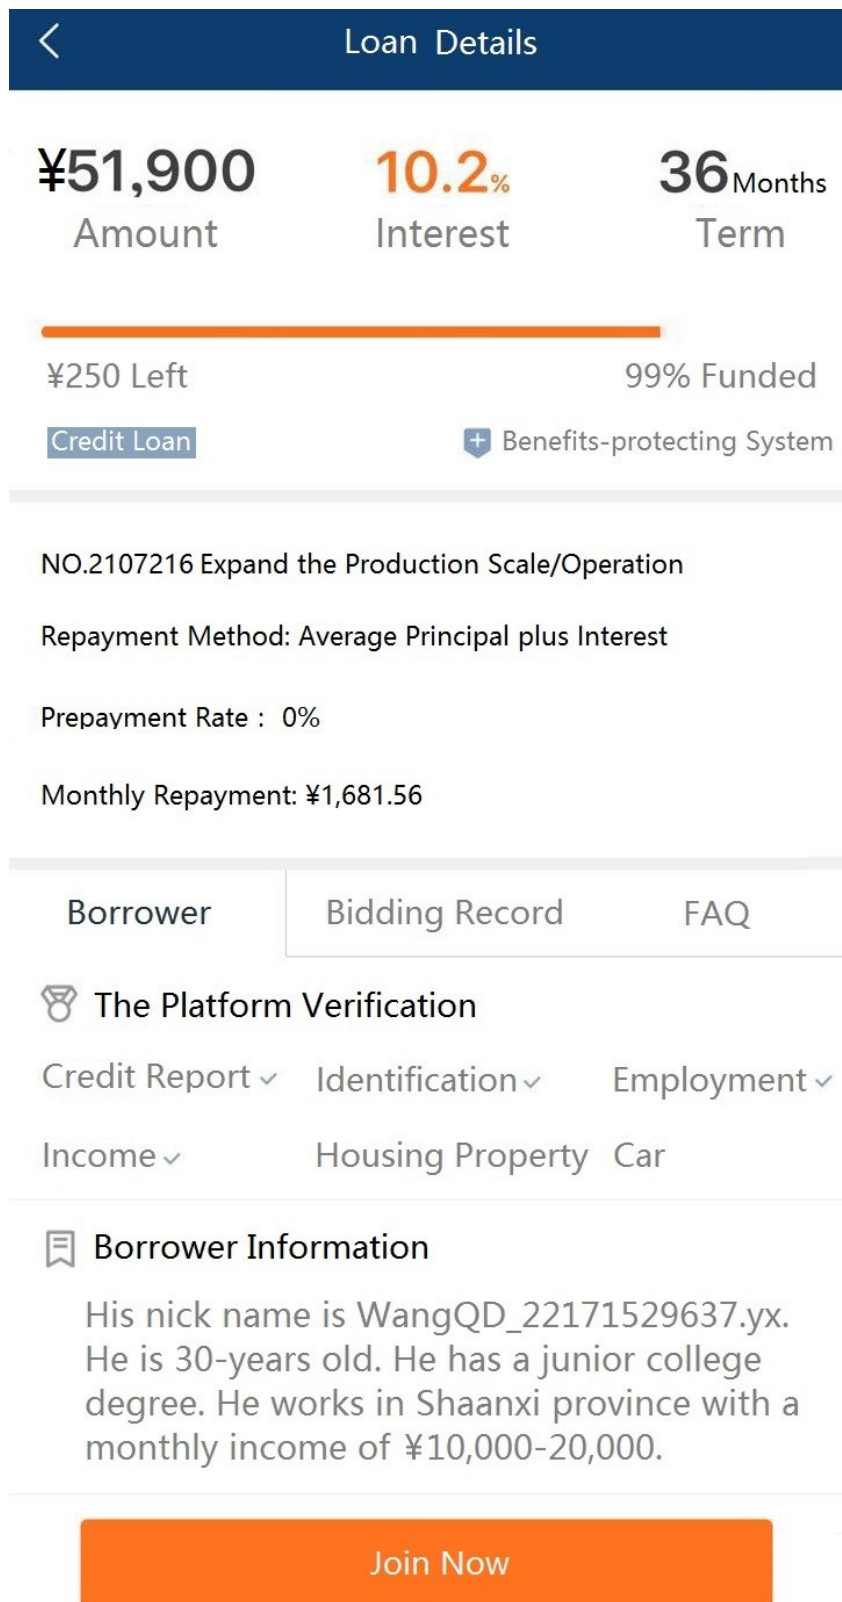 Loan Details
¥51,900 10.2% 36 Months
Amount Interest Term
¥250 Left 99% Funded
Credit Loan Benefits-protecting System
NO.2107216 Expand the Production Scale/Operation
Repayment Method: Average Principal plus Interest
Prepayment Rate : 0%
Monthly Repayment: ¥1,681.56
Borrower Bidding Record FAQ
The Platform Verification
Credit Report Identification Employment
Income Housing Property Car
Borrower Information
His nick name is WangQD_22171529637.yx.
He is 30-years old. He has a junior college
degree. He works in Shaanxi province with a
monthly income of ¥10,000-20,000.
Join Now